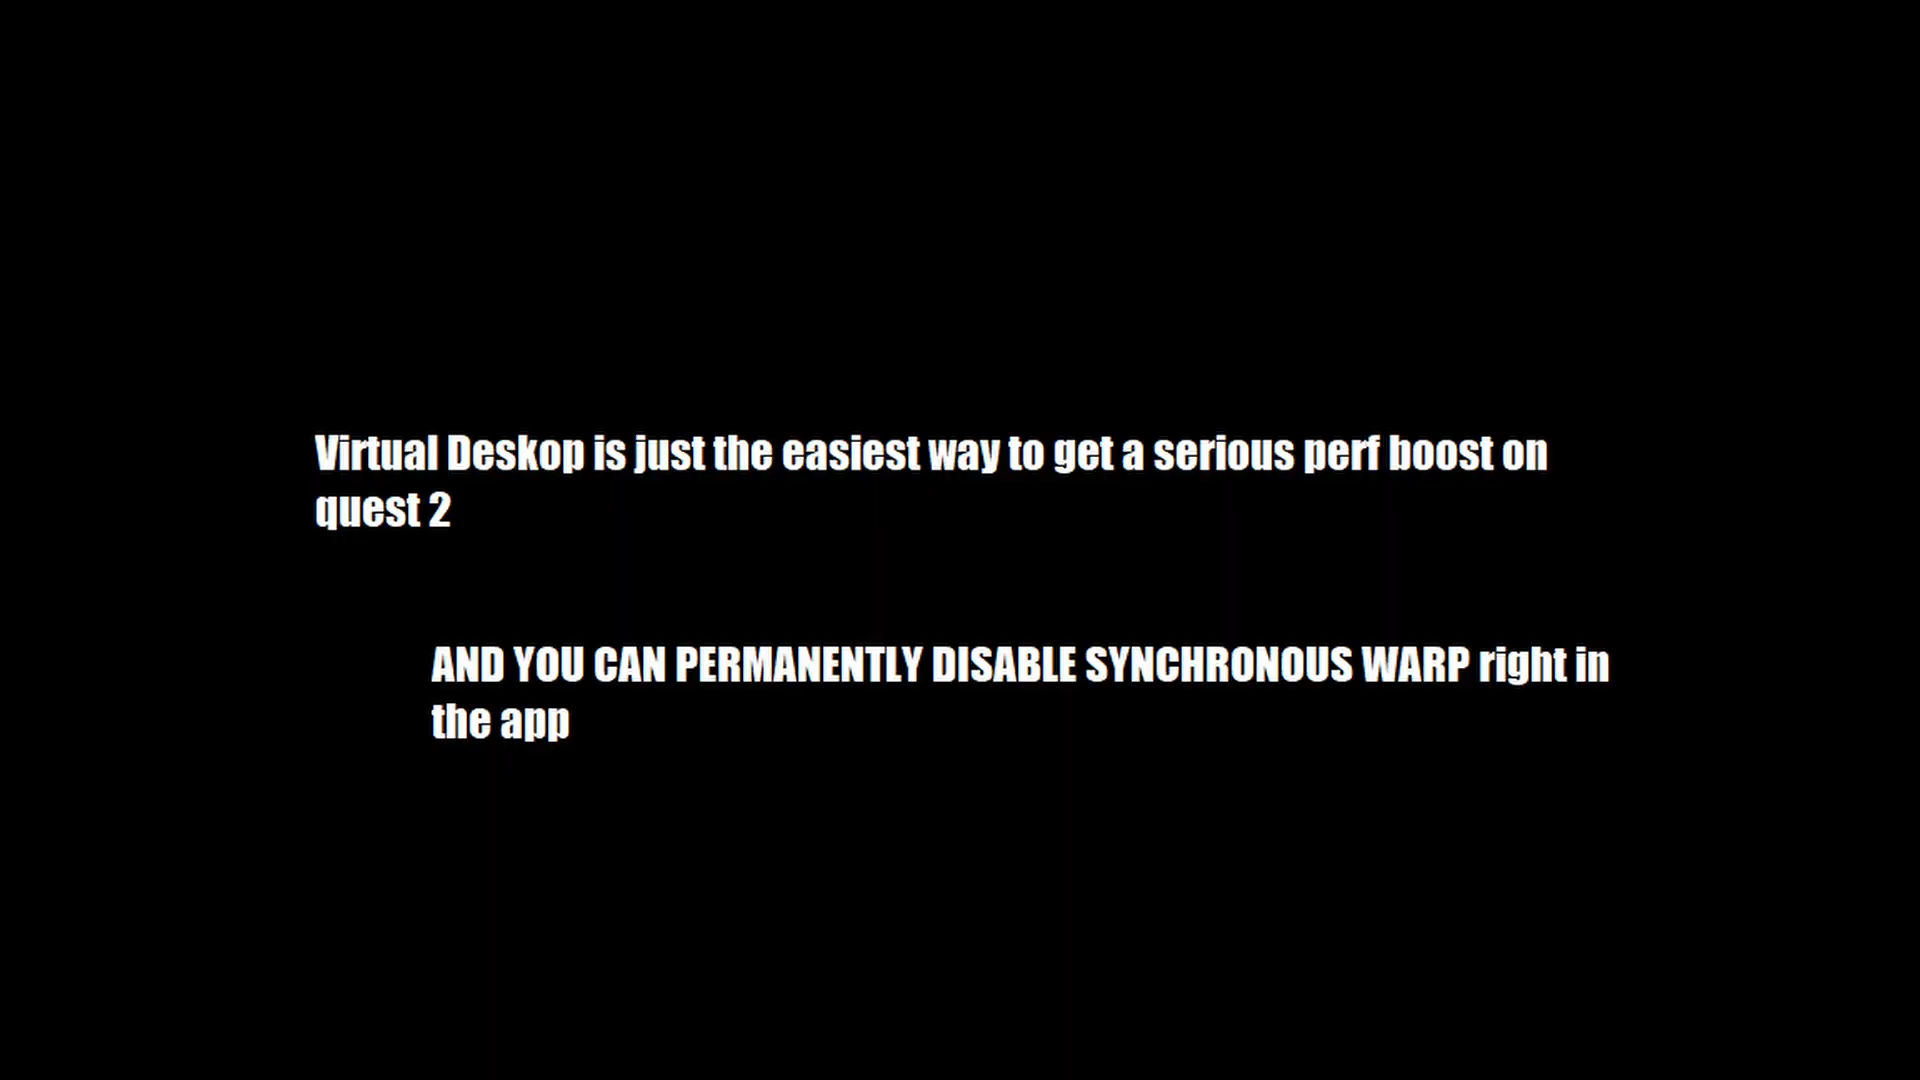 Virtual Deskop is just the easiest way to get a serious perf boost on
quest 2
AND YOU CAN PERMANENTLY DISABLE SYNCHRONOUS WARP right in
the app